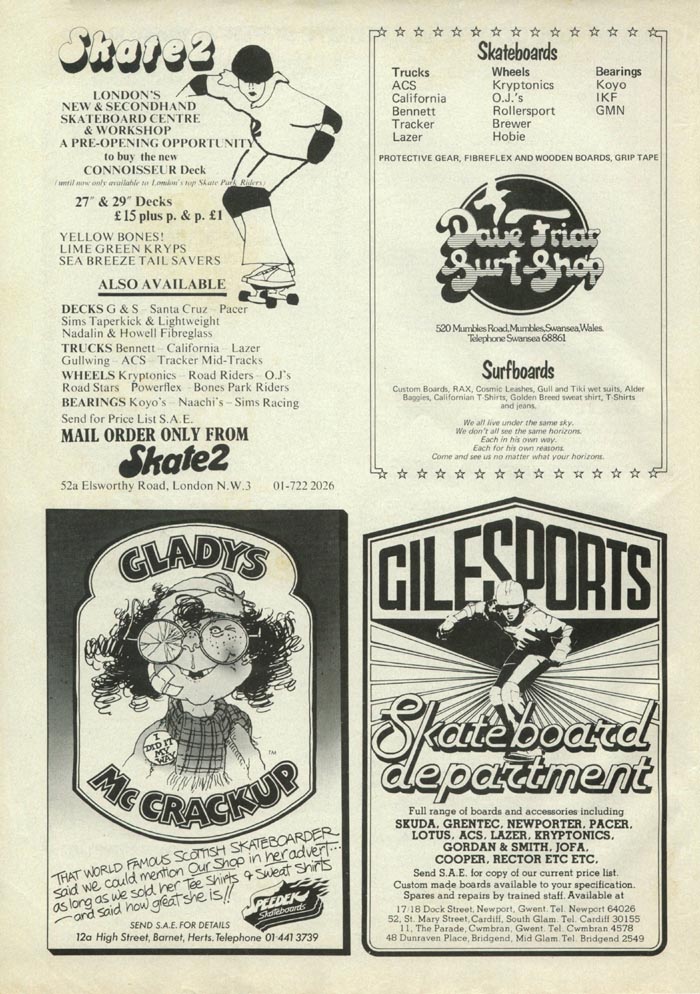 Skate2
LONDON'S
NEW & SECONDHAND
SKATEBOARD CENTRE
& WORKSHOP
A PRE-OPENING OPPORTUNITY
to buy the new
CONNOISSEUR Deck
(until now only available to London's top Skate Park Riders)
27" & 29" Decks
£15 plus p. & p. £1
YELLOW BONES!
LIME GREEN KRYPS
SEA BREEZE TAIL SAVERS
ALSO AVAILABLE
DECKS G & S - Santa Cruz - Pacer
Sims Taperkick & Lightweight
Nadalin & Howell Fibreglass
TRUCKS Bennett - California - Lazer
Gullwing - ACS - Tracker Mid-Tracks
WHEELS Kryptonics - Road Riders - O.J's
Road Stars Powerflex - Bones Park Riders
BEARINGS Koyo's - Naachi's - Sims Racing
Send for Price List S.A.E.
MAIL ORDER ONLY FROM
Skate2
52a Elsworthy Road, London N.W.3 01-722 2026
Skateboards
Trucks Wheels Bearings
ACS Kryptonics Koyo
California O.J.'s IKF
Bennett Rollersport GMN
Tracker Brewer
Lazer Hobie
PROTECTIVE GEAR, FIBREFLEX AND WOODEN BOARDS, GRIP TAPE
Dave Friar
Surf Shop
520 Mumbles Road, Mumbles, Swansea, Wales.
Telephone Swansea 68861
Surfboards
Custom Boards, RAX, Cosmic Leashes, Gull and Tiki wet suits, Alder
Baggies, Californian T-Shirts, Golden Breed sweat shirt, T-Shirts
and jeans.
We all live under the same sky.
We don't all see the same horizons.
Each in his own way.
Each for his own reasons.
Come and see us no matter what your horizons.
GLADYS
I
DID IT
MY
WAY
TM
Mc CRACKUP
THAT WORLD FAMOUS SCOTTISH SKATEBOARDER
said we could mention Our Shop in her advert...
as long as we sold her Tee Shirts & Sweat Shirts
—and said how great she is!!
SPEEDEK
Skateboards
SEND S.A.E. FOR DETAILS
12a High Street, Barnet, Herts. Telephone 01-441 3739
GILESPORTS
Skateboard
department
Full range of boards and accessories including
SKUDA, GRENTEC, NEWPORTER, PACER,
LOTUS, ACS, LAZER, KRYPTONICS,
GORDAN & SMITH, JOFA,
COOPER, RECTOR ETC ETC.
Send S.A.E. for copy of our current price list.
Custom made boards available to your specification.
Spares and repairs by trained staff. Available at
17/18 Dock Street, Newport, Gwent. Tel. Newport 64026
52, St. Mary Street, Cardiff, South Glam. Tel. Cardiff 30155
11, The Parade, Cwmbran, Gwent. Tel. Cwmbran 4578
48 Dunraven Place, Bridgend, Mid Glam. Tel. Bridgend 2549